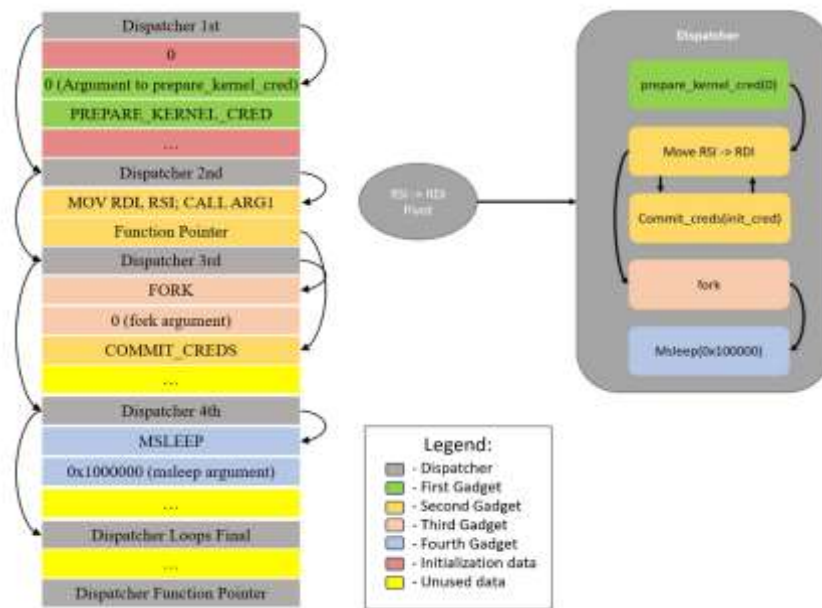 Dispatcher 1st
0
0 (Argument to prepare_kernel_cred)
PREPARE_KERNEL_CRED
...
Dispatcher 2nd
MOV RDI, RSI; CALL ARG1
Function Pointer
Dispatcher 3rd
FORK
0 (fork argument)
COMMIT_CREDS
...
Dispatcher 4th
MSLEEP
0x1000000 (msleep argument)
...
Dispatcher Loops Final
...
Dispatcher Function Pointer
RSI -> RDI
Pivot
Dispatcher
prepare_kernel_cred(0)
Move RSI -> RDI
Commit_creds(init_cred)
fork
Msleep(0x100000)
Legend:
- Dispatcher
- First Gadget
- Second Gadget
- Third Gadget
- Fourth Gadget
- Initialization data
- Unused data